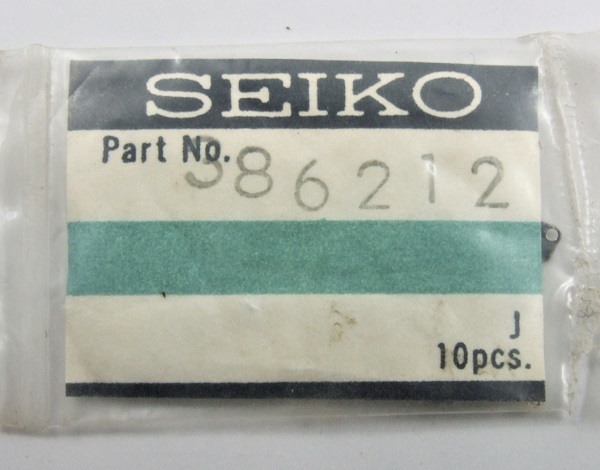 SEIKO
Part No. 386212
J
10pcs.